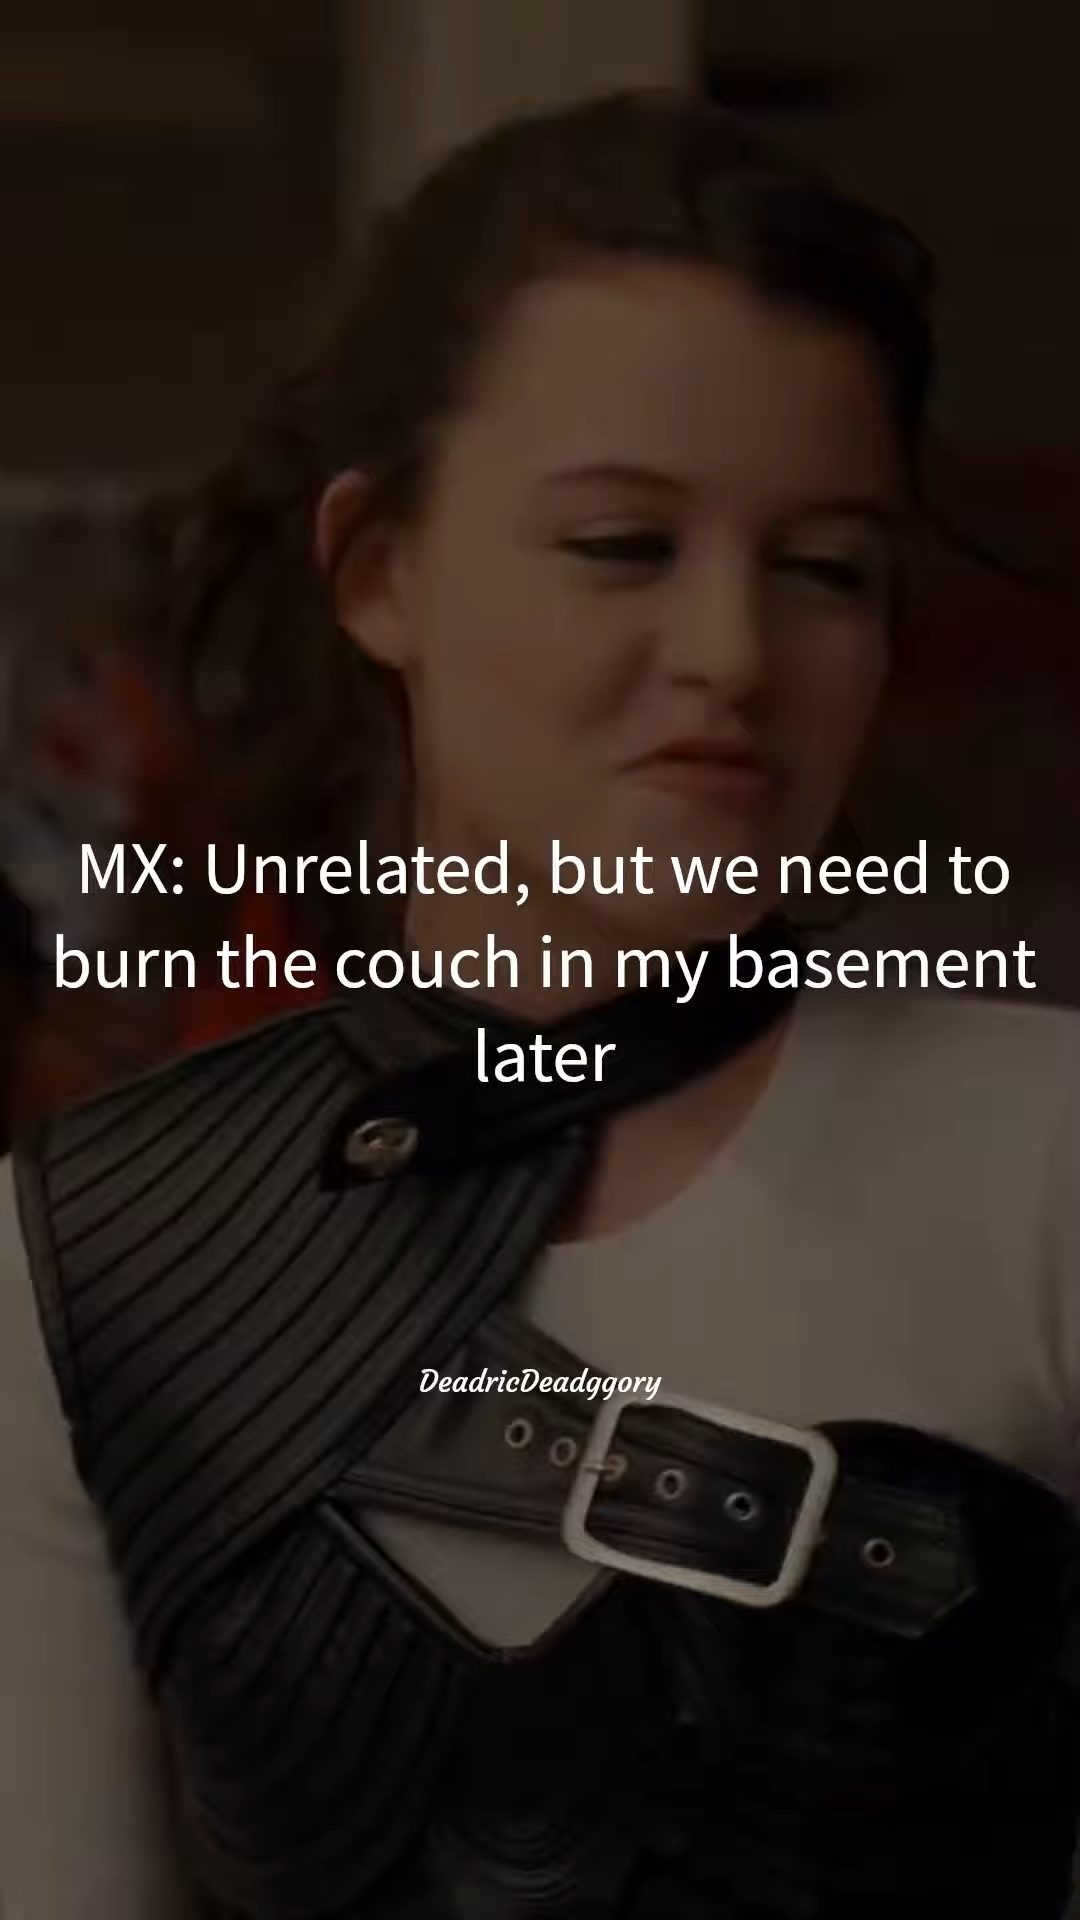 MX: Unrelated, but we need to
burn the couch in my basement
later
DeadricDeadggory